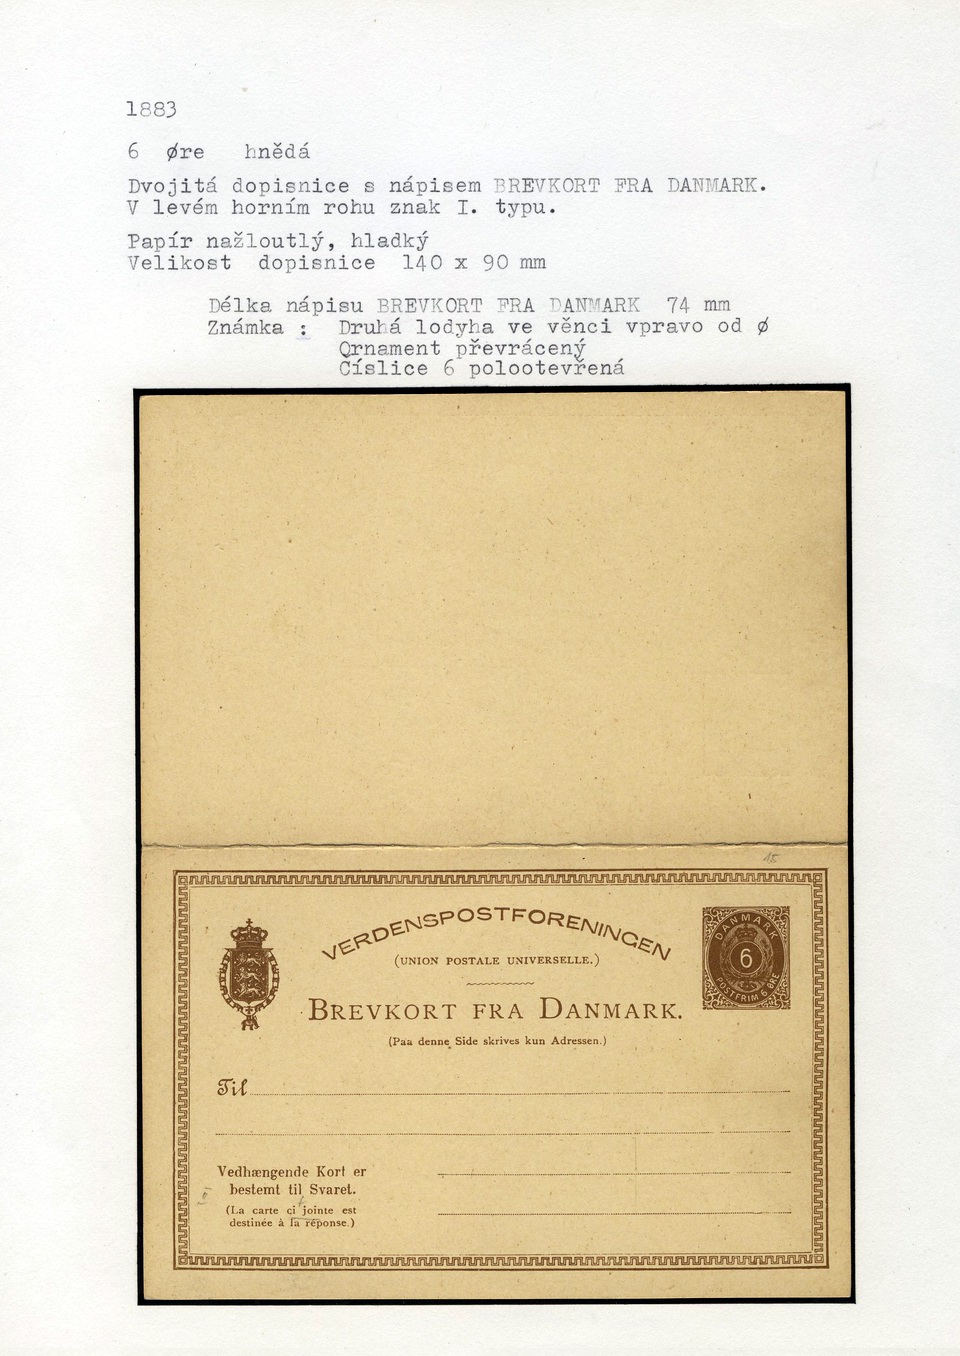 1883
6 øre hnědá
Dvojitá dopisnice s nápisem BREVKORT FRA DANMARK.
V levém horním rohu znak I. typu.
Papír nažloutlý, hladký
Velikost dopisnice 140 x 90 mm
Délka nápisu BREVKORT FRA DANMARK 74 mm
Známka : Druhá lodyha ve věnci vpravo od ø
Ornament převrácený
Číslice 6 polootevřená
15
VERDENSPOSTFORENINGEN
(UNION POSTALE UNIVERSELLE.)
BREVKORT FRA DANMARK.
(Paa denne Side skrives kun Adressen.)
DANMARK
6
POSTFRIM 6 ØRE
Til
Vedhængende Kort er
bestemt til Svaret.
(La carte ci jointe est
destinée à la réponse.)